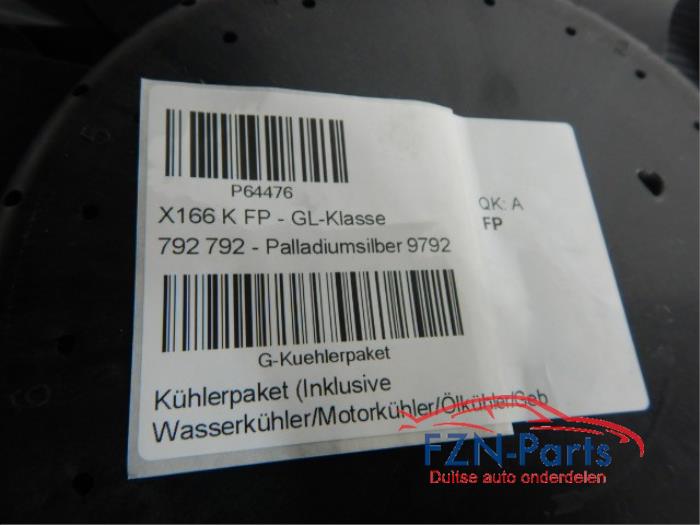 P64476
X166 K FP - GL-Klasse
792 792 - Palladiumsilber 9792
QK: A
FP
G-Kuehlerpaket
Kühlerpaket (Inklusive
Wasserkühler/Motorkühler/Ölkühler/Geb
FZN-Parts
Duitse auto onderdelen